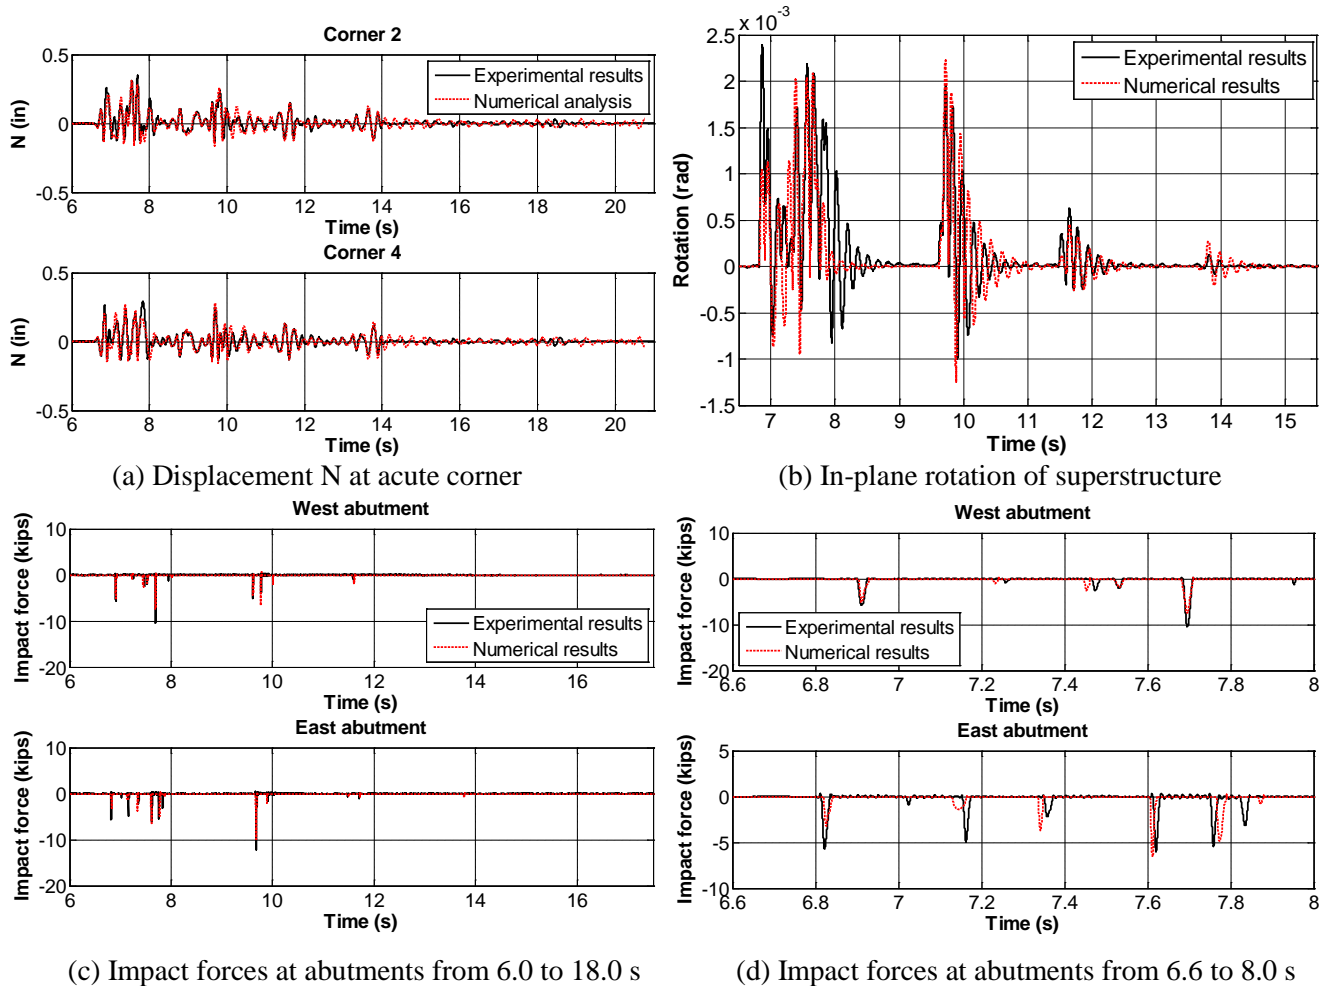 Corner 2
0.5
0
-0.5
N (in)
Experimental results
Numerical analysis
6 8 10 12 14 16 18 20
Time (s)
Corner 4
0.5
0
-0.5
N (in)
6 8 10 12 14 16 18 20
Time (s)
(a) Displacement N at acute corner
x 10^-3
2.5
2
1.5
1
0.5
0
-0.5
-1
-1.5
Rotation (rad)
Experimental results
Numerical results
7 8 9 10 11 12 13 14 15
Time (s)
(b) In-plane rotation of superstructure
West abutment
10
0
-10
-20
Impact force (kips)
Experimental results
Numerical results
6 8 10 12 14 16
Time (s)
East abutment
10
0
-10
-20
Impact force (kips)
6 8 10 12 14 16
Time (s)
(c) Impact forces at abutments from 6.0 to 18.0 s
West abutment
10
0
-10
-20
Impact force (kips)
Experimental results
Numerical results
6.6 6.8 7 7.2 7.4 7.6 7.8 8
Time (s)
East abutment
5
0
-5
-10
Impact force (kips)
6.6 6.8 7 7.2 7.4 7.6 7.8 8
Time (s)
(d) Impact forces at abutments from 6.6 to 8.0 s